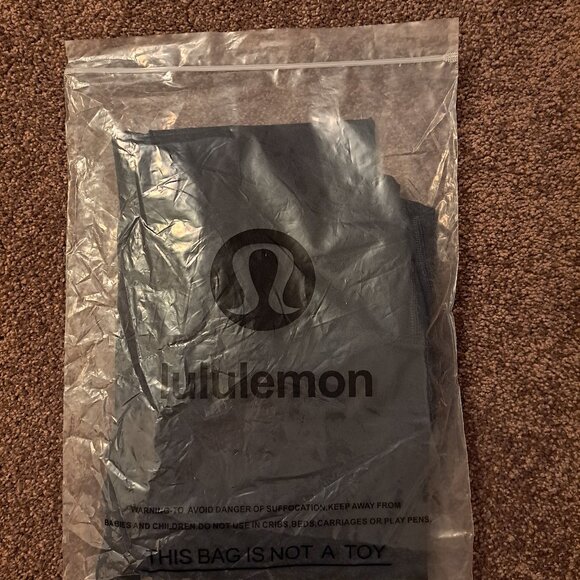 lululemon
WARNING:TO AVOID DANGER OF SUFFOCATION,KEEP AWAY FROM
BABIES AND CHILDREN.DO NOT USE IN CRIBS,BEDS,CARRIAGES OR PLAY PENS,
THIS BAG IS NOT A TOY